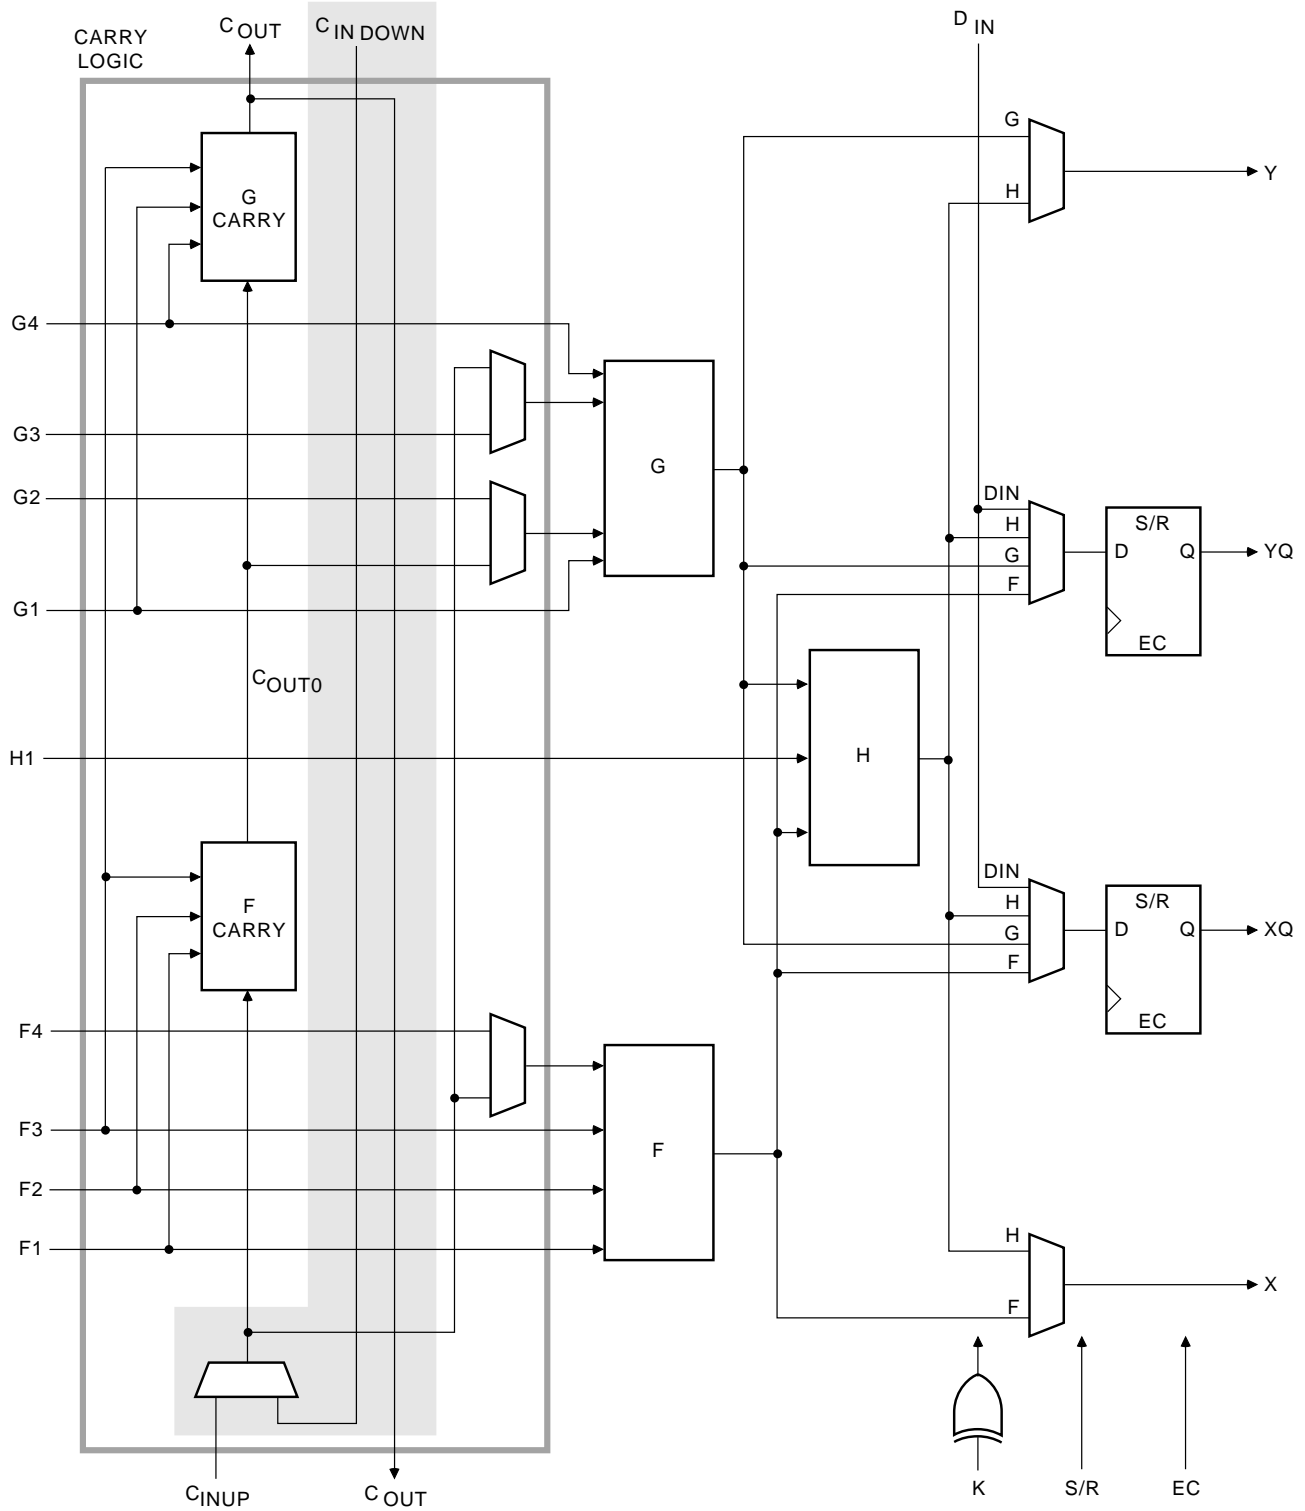 CARRY
LOGIC
C OUT
C IN DOWN
D IN
G
CARRY
G
H
Y
G4
G3
G2
G1
G
DIN
H
G
F
S/R
D
Q
EC
YQ
C OUT0
H1
H
F
CARRY
DIN
H
G
F
S/R
D
Q
EC
XQ
F4
F3
F2
F1
F
H
F
X
C INUP
C OUT
K
S/R
EC